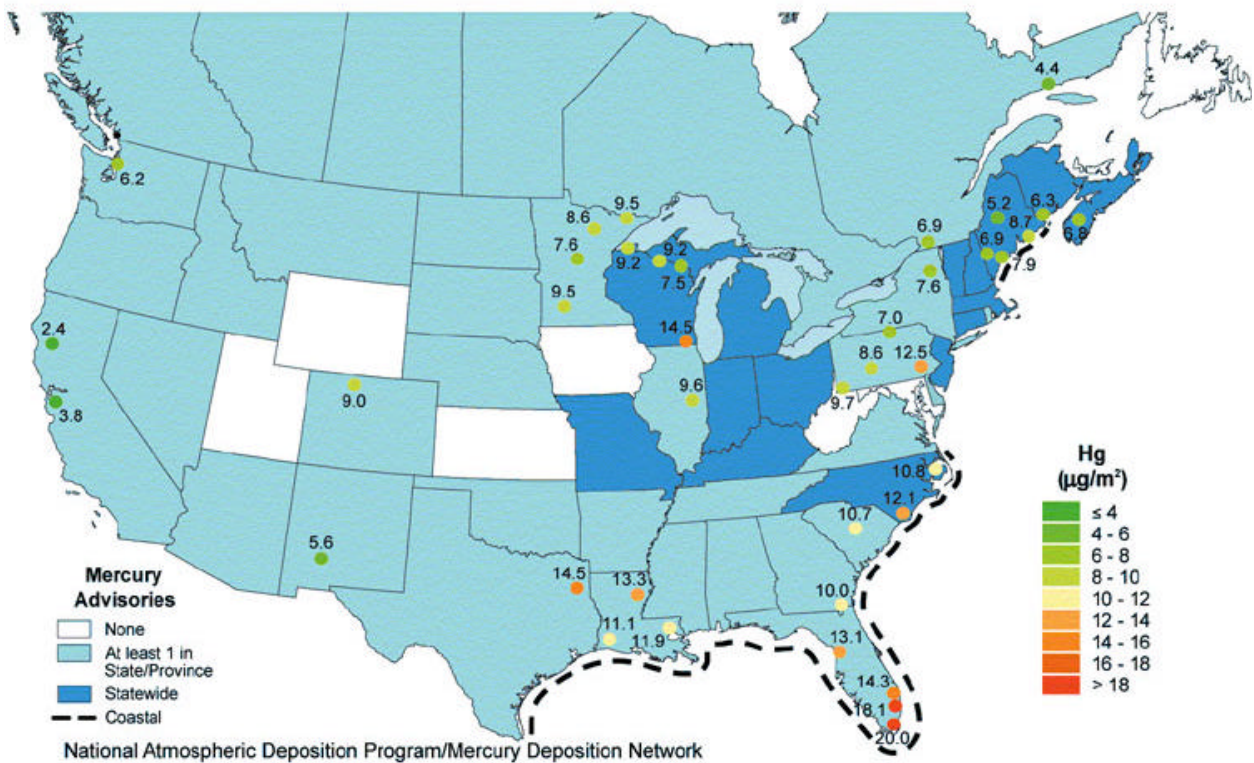 4.4
6.2
9.5
8.6
7.6
9.2
9.2
7.5
9.5
6.9
5.2
6.3
8.7
6.8
6.9
7.9
7.6
2.4
3.8
9.0
14.5
7.0
8.6
12.5
9.6
9.7
10.8
12.1
10.7
5.6
14.5
13.3
10.0
11.1
11.9
13.1
14.3
18.1
20.0
Hg
(µg/m²)
≤ 4
4 - 6
6 - 8
8 - 10
10 - 12
12 - 14
14 - 16
16 - 18
> 18
Mercury
Advisories
None
At least 1 in
State/Province
Statewide
Coastal
National Atmospheric Deposition Program/Mercury Deposition Network